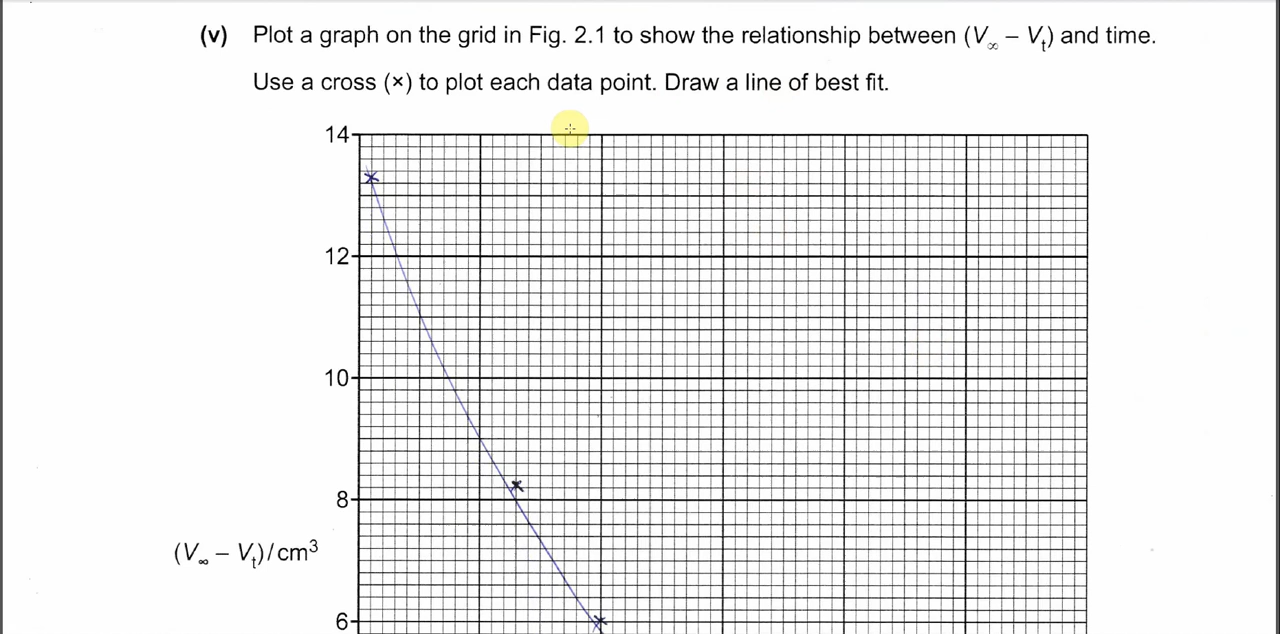 (v) Plot a graph on the grid in Fig. 2.1 to show the relationship between (V∞ – Vt) and time.
Use a cross (×) to plot each data point. Draw a line of best fit.
14
12
10
8
(V∞ – Vt)/cm³
6